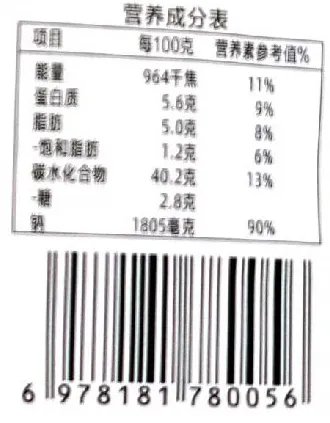 营养成分表
项目 每100克 营养素参考值%
能量 964千焦 11%
蛋白质 5.6克 9%
脂肪 5.0克 8%
-饱和脂肪 1.2克 6%
碳水化合物 40.2克 13%
-糖 2.8克
钠 1805毫克 90%
6 978181 780056